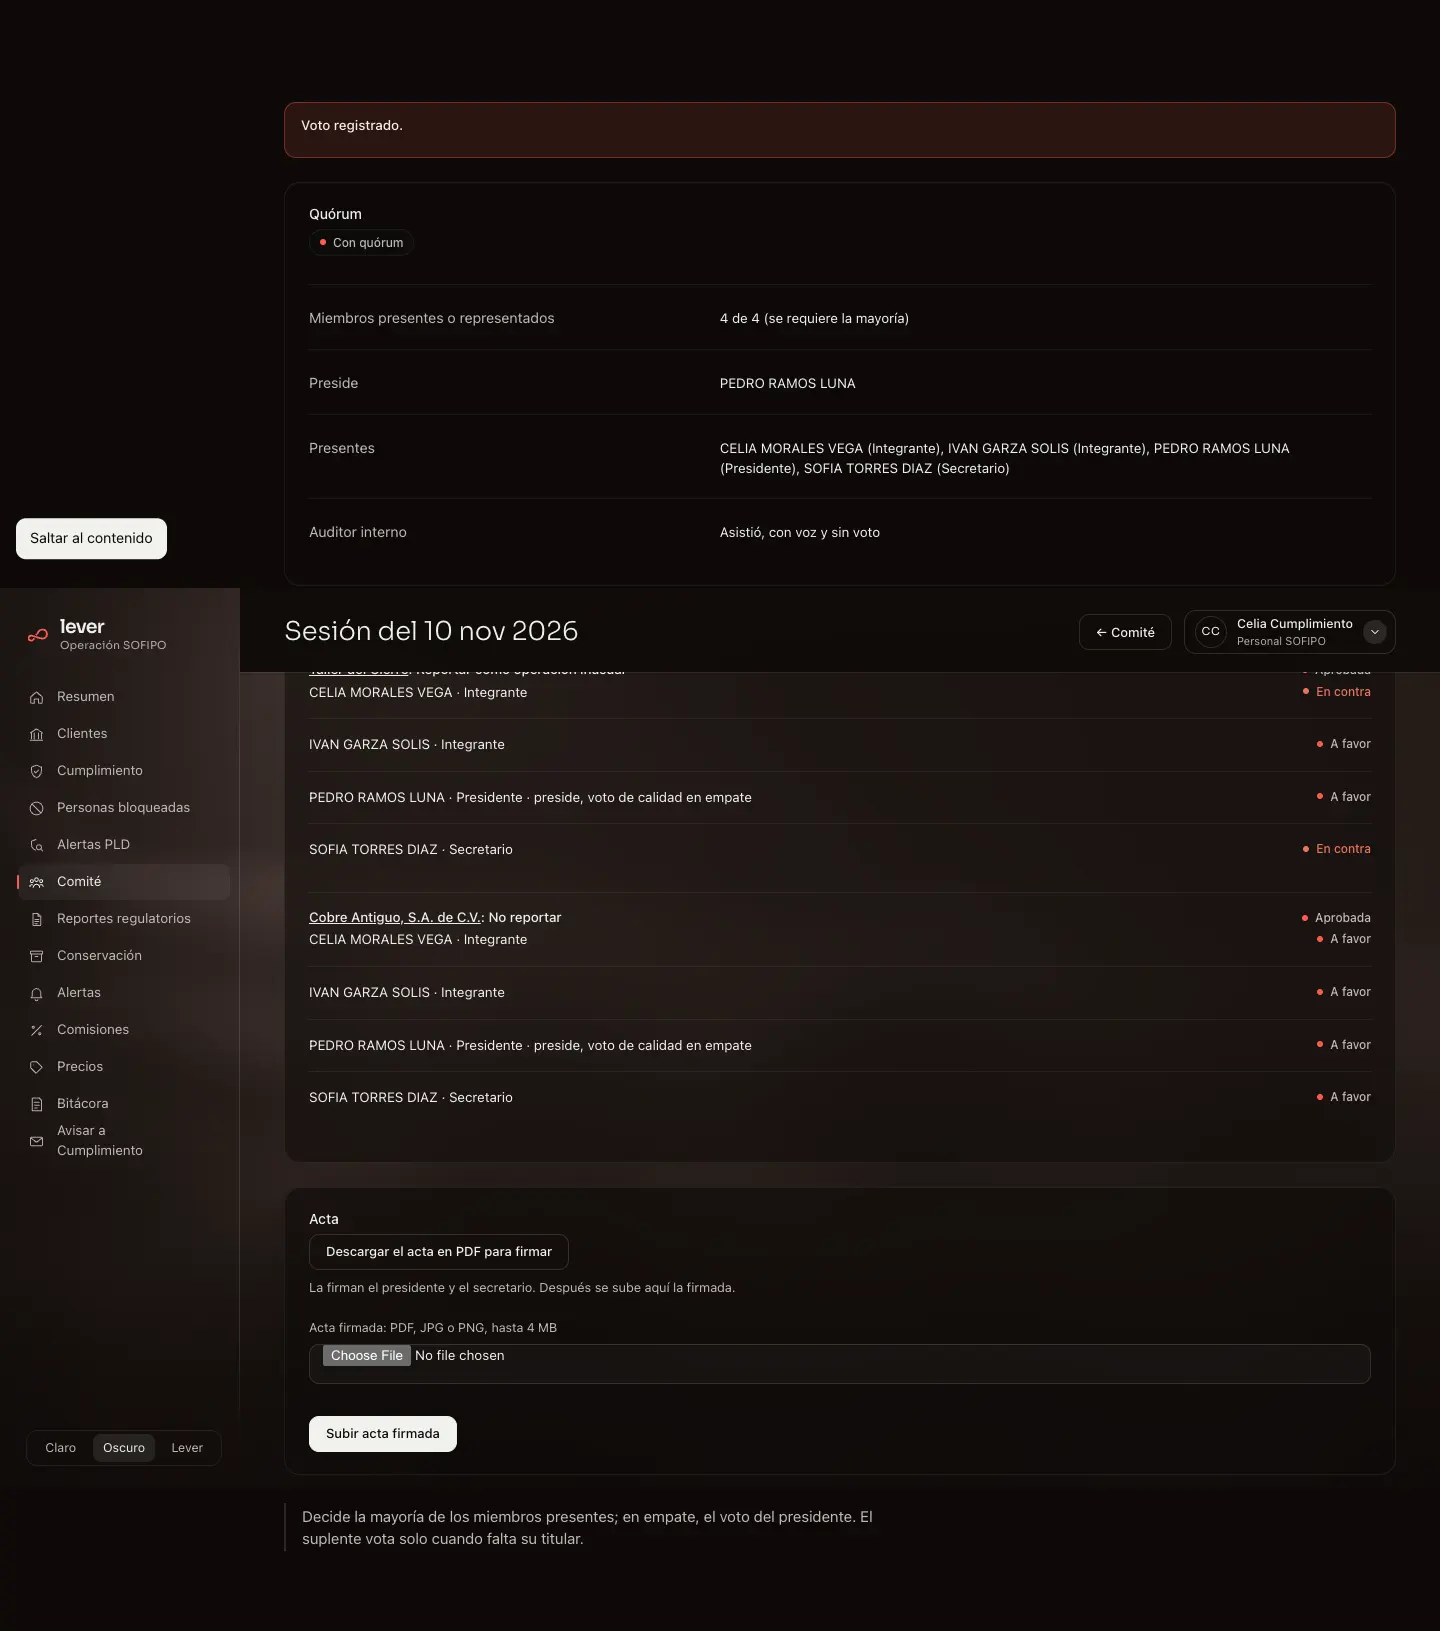 Voto registrado.
Quórum
Con quórum
Miembros presentes o representados
4 de 4 (se requiere la mayoría)
Preside
PEDRO RAMOS LUNA
Presentes
CELIA MORALES VEGA (Integrante), IVAN GARZA SOLIS (Integrante), PEDRO RAMOS LUNA
(Presidente), SOFIA TORRES DIAZ (Secretario)
Auditor interno
Asistió, con voz y sin voto
Saltar al contenido
lever
Operación SOFIPO
Resumen
Clientes
Cumplimiento
Personas bloqueadas
Alertas PLD
Comité
Reportes regulatorios
Conservación
Alertas
Comisiones
Precios
Bitácora
Avisar a
Cumplimiento
Claro
Oscuro
Lever
Sesión del 10 nov 2026
← Comité
CC
Celia Cumplimiento
Personal SOFIPO
Aprobada
CELIA MORALES VEGA · Integrante
En contra
IVAN GARZA SOLIS · Integrante
A favor
PEDRO RAMOS LUNA · Presidente · preside, voto de calidad en empate
A favor
SOFIA TORRES DIAZ · Secretario
En contra
Cobre Antiguo, S.A. de C.V.: No reportar
Aprobada
CELIA MORALES VEGA · Integrante
A favor
IVAN GARZA SOLIS · Integrante
A favor
PEDRO RAMOS LUNA · Presidente · preside, voto de calidad en empate
A favor
SOFIA TORRES DIAZ · Secretario
A favor
Acta
Descargar el acta en PDF para firmar
La firman el presidente y el secretario. Después se sube aquí la firmada.
Acta firmada: PDF, JPG o PNG, hasta 4 MB
Choose File No file chosen
Subir acta firmada
Decide la mayoría de los miembros presentes; en empate, el voto del presidente. El
suplente vota solo cuando falta su titular.